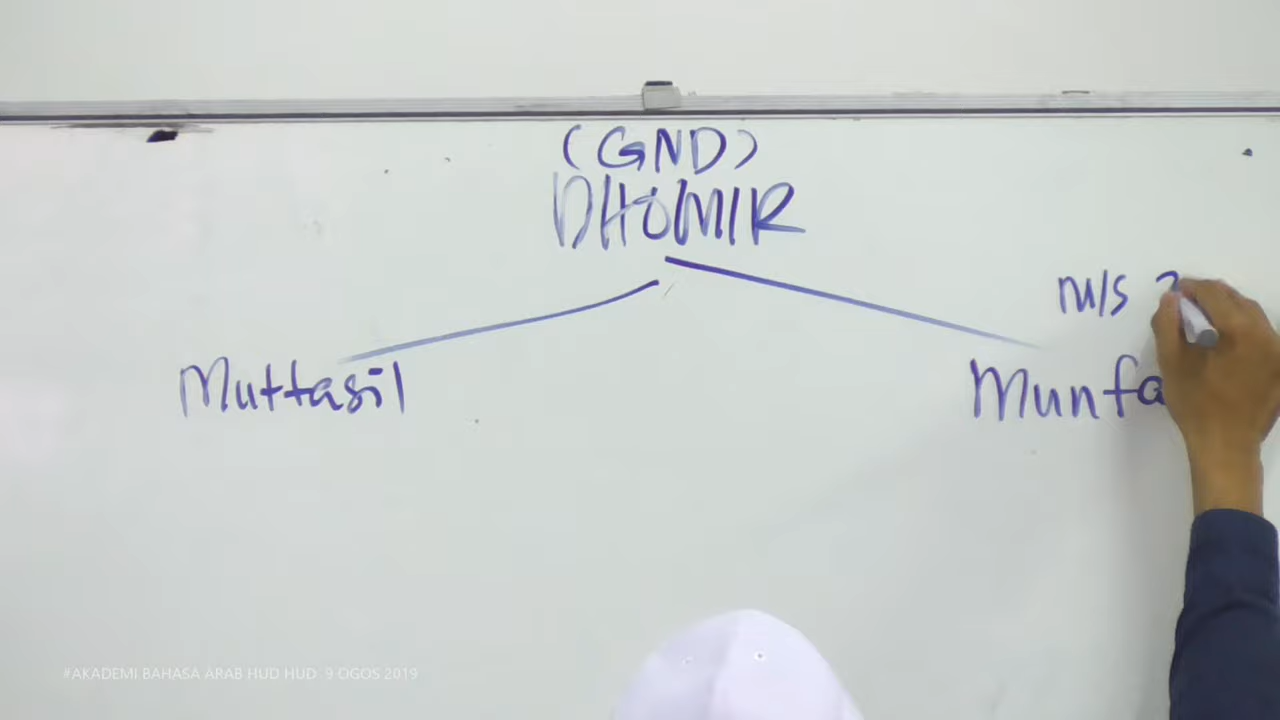 (GND)
DHOMIR
m/s
Muttasil
Munfa
#AKADEMI BAHASA ARAB HUD HUD 9 OGOS 2019